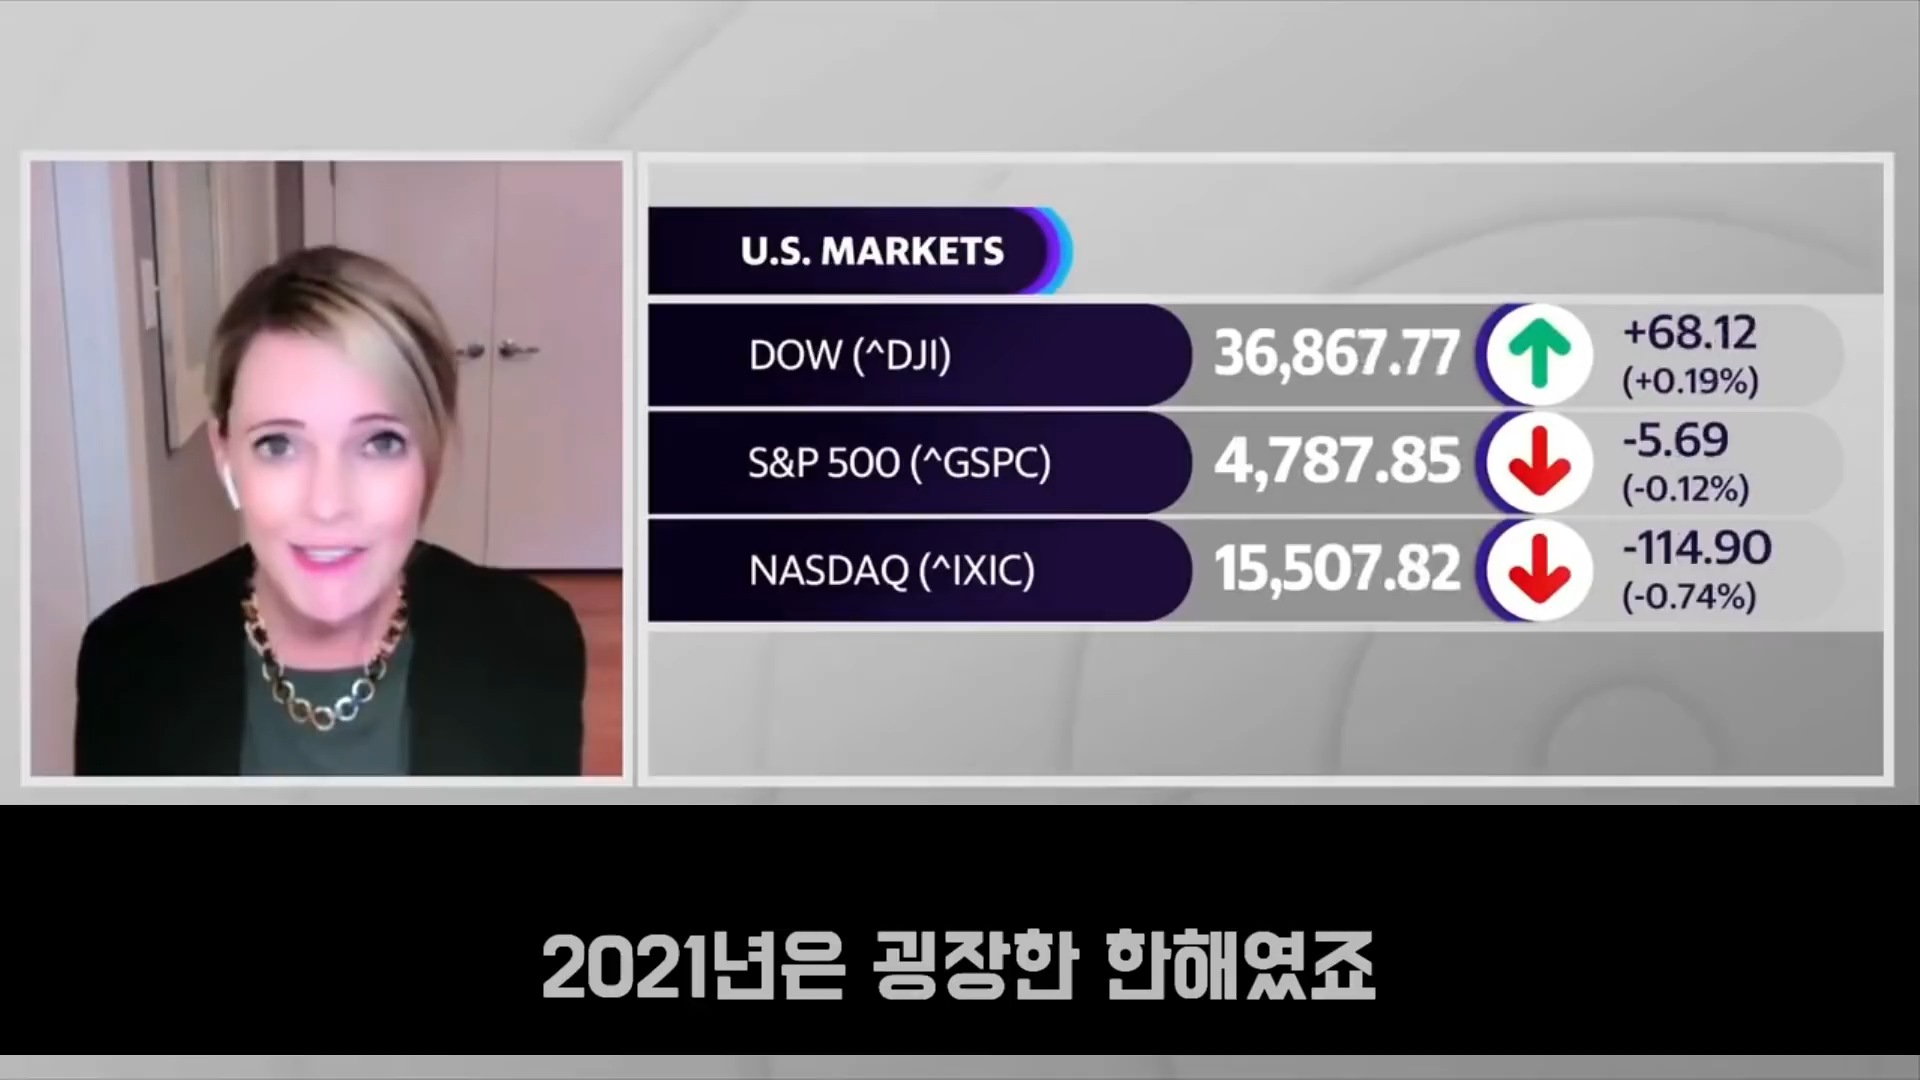 U.S. MARKETS
DOW (^DJI) 36,867.77 +68.12 (+0.19%)
S&P 500 (^GSPC) 4,787.85 -5.69 (-0.12%)
NASDAQ (^IXIC) 15,507.82 -114.90 (-0.74%)
2021년은 굉장한 한해였죠